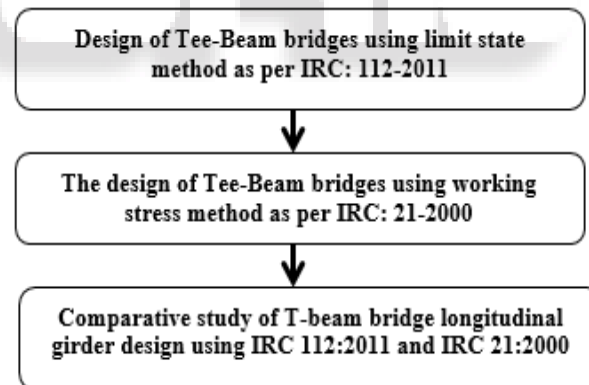 Design of Tee-Beam bridges using limit state
method as per IRC: 112-2011
The design of Tee-Beam bridges using working
stress method as per IRC: 21-2000
Comparative study of T-beam bridge longitudinal
girder design using IRC 112:2011 and IRC 21:2000